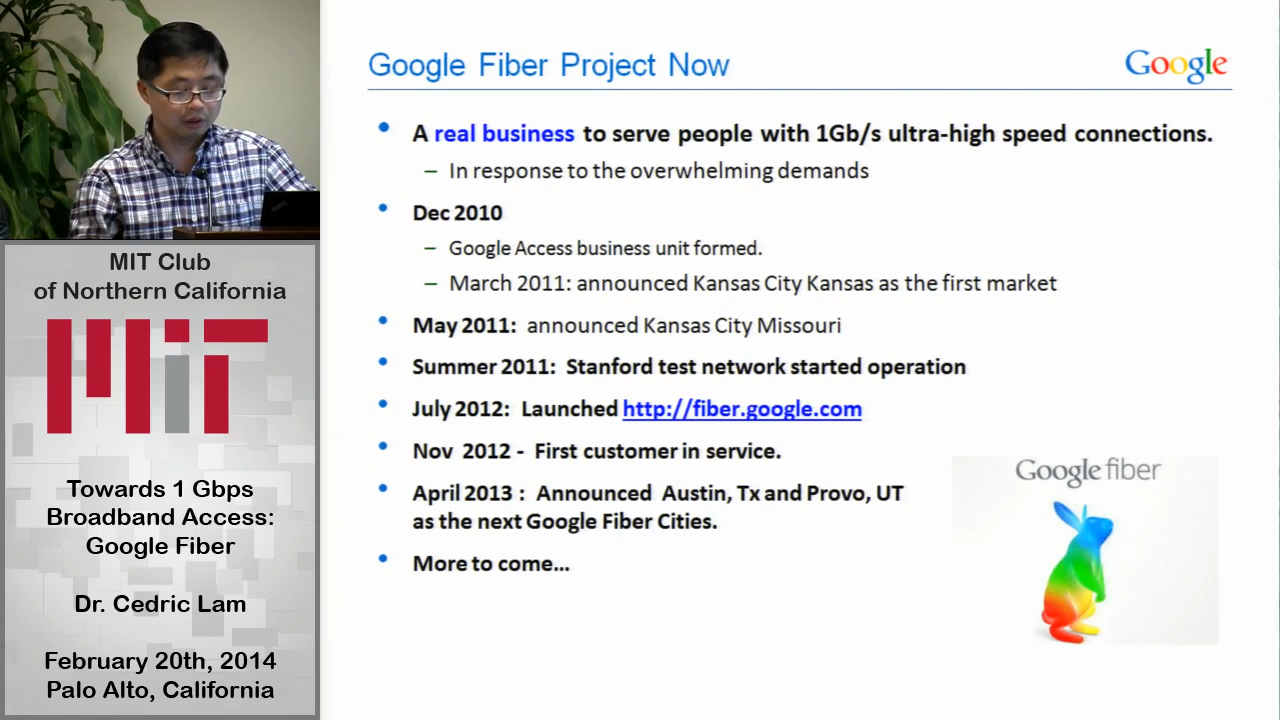 MIT Club
of Northern California
MIT
Towards 1 Gbps
Broadband Access:
Google Fiber
Dr. Cedric Lam
February 20th, 2014
Palo Alto, California
Google Fiber Project Now
Google
• A real business to serve people with 1Gb/s ultra-high speed connections.
– In response to the overwhelming demands
• Dec 2010
– Google Access business unit formed.
– March 2011: announced Kansas City Kansas as the first market
• May 2011: announced Kansas City Missouri
• Summer 2011: Stanford test network started operation
• July 2012: Launched http://fiber.google.com
• Nov 2012 - First customer in service.
• April 2013 : Announced Austin, Tx and Provo, UT
as the next Google Fiber Cities.
• More to come...
Google fiber